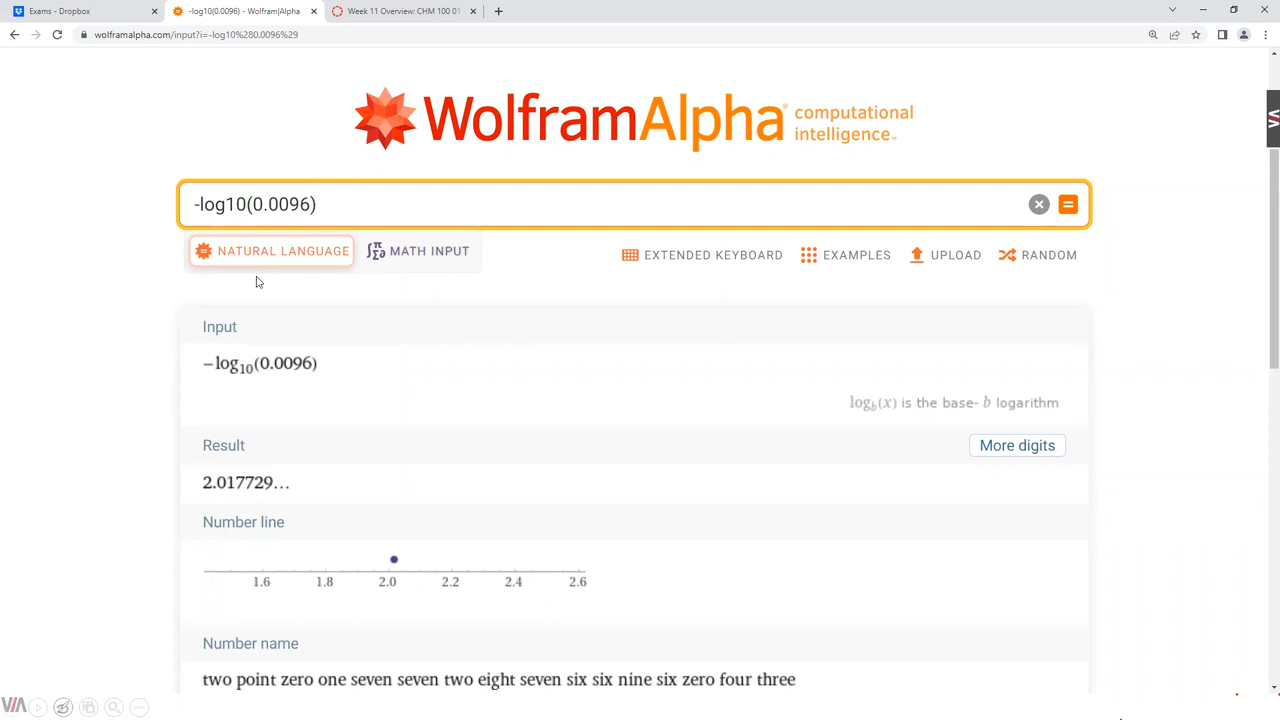 Exams - Dropbox
-log10(0.0096) - Wolfram|Alpha
Week 11 Overview: CHM 100 01
wolframalpha.com/input?i=-log10%280.0096%29
WolframAlpha computational intelligence
-log10(0.0096)
NATURAL LANGUAGE
MATH INPUT
EXTENDED KEYBOARD
EXAMPLES
UPLOAD
RANDOM
Input
−log₁₀(0.0096)
log_b(x) is the base- b logarithm
Result
More digits
2.017729…
Number line
1.6 1.8 2.0 2.2 2.4 2.6
Number name
two point zero one seven seven two eight seven six six nine six zero four three
VIA